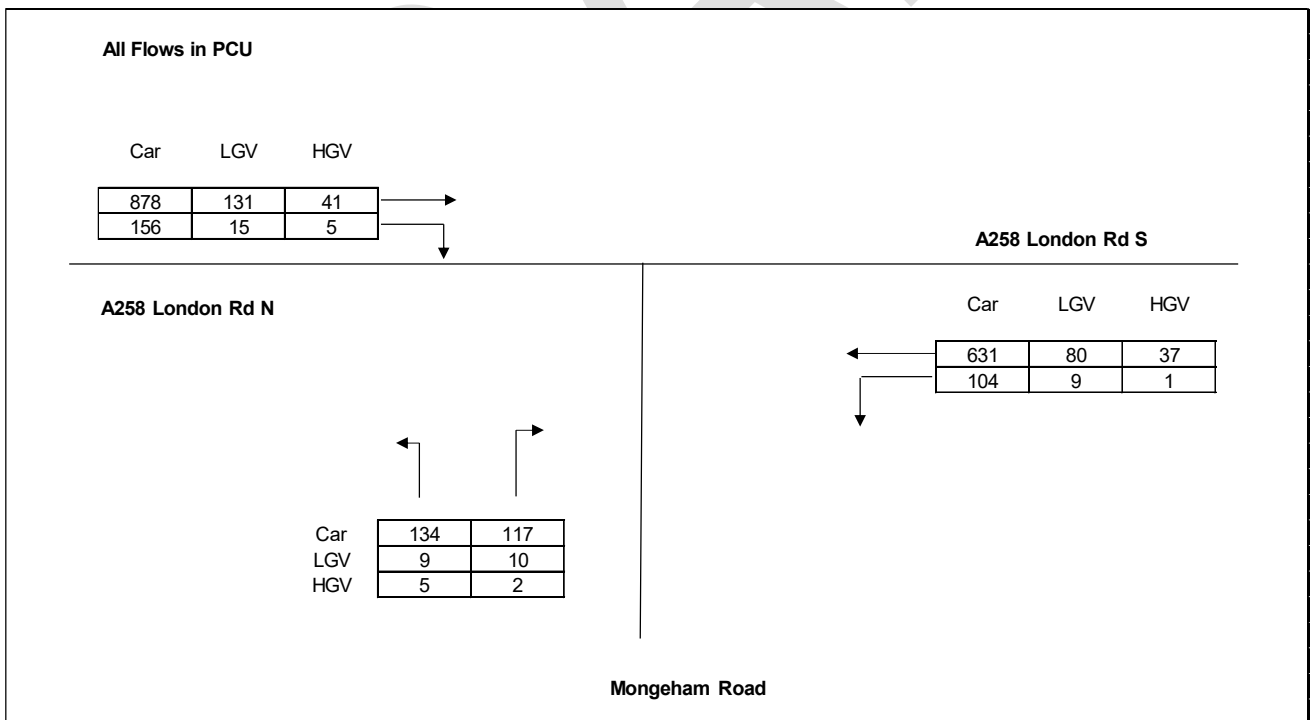 All Flows in PCU
Car LGV HGV
878 131 41
156 15 5
A258 London Rd S
A258 London Rd N
Car LGV HGV
631 80 37
104 9 1
Car 134 117
LGV 9 10
HGV 5 2
Mongeham Road